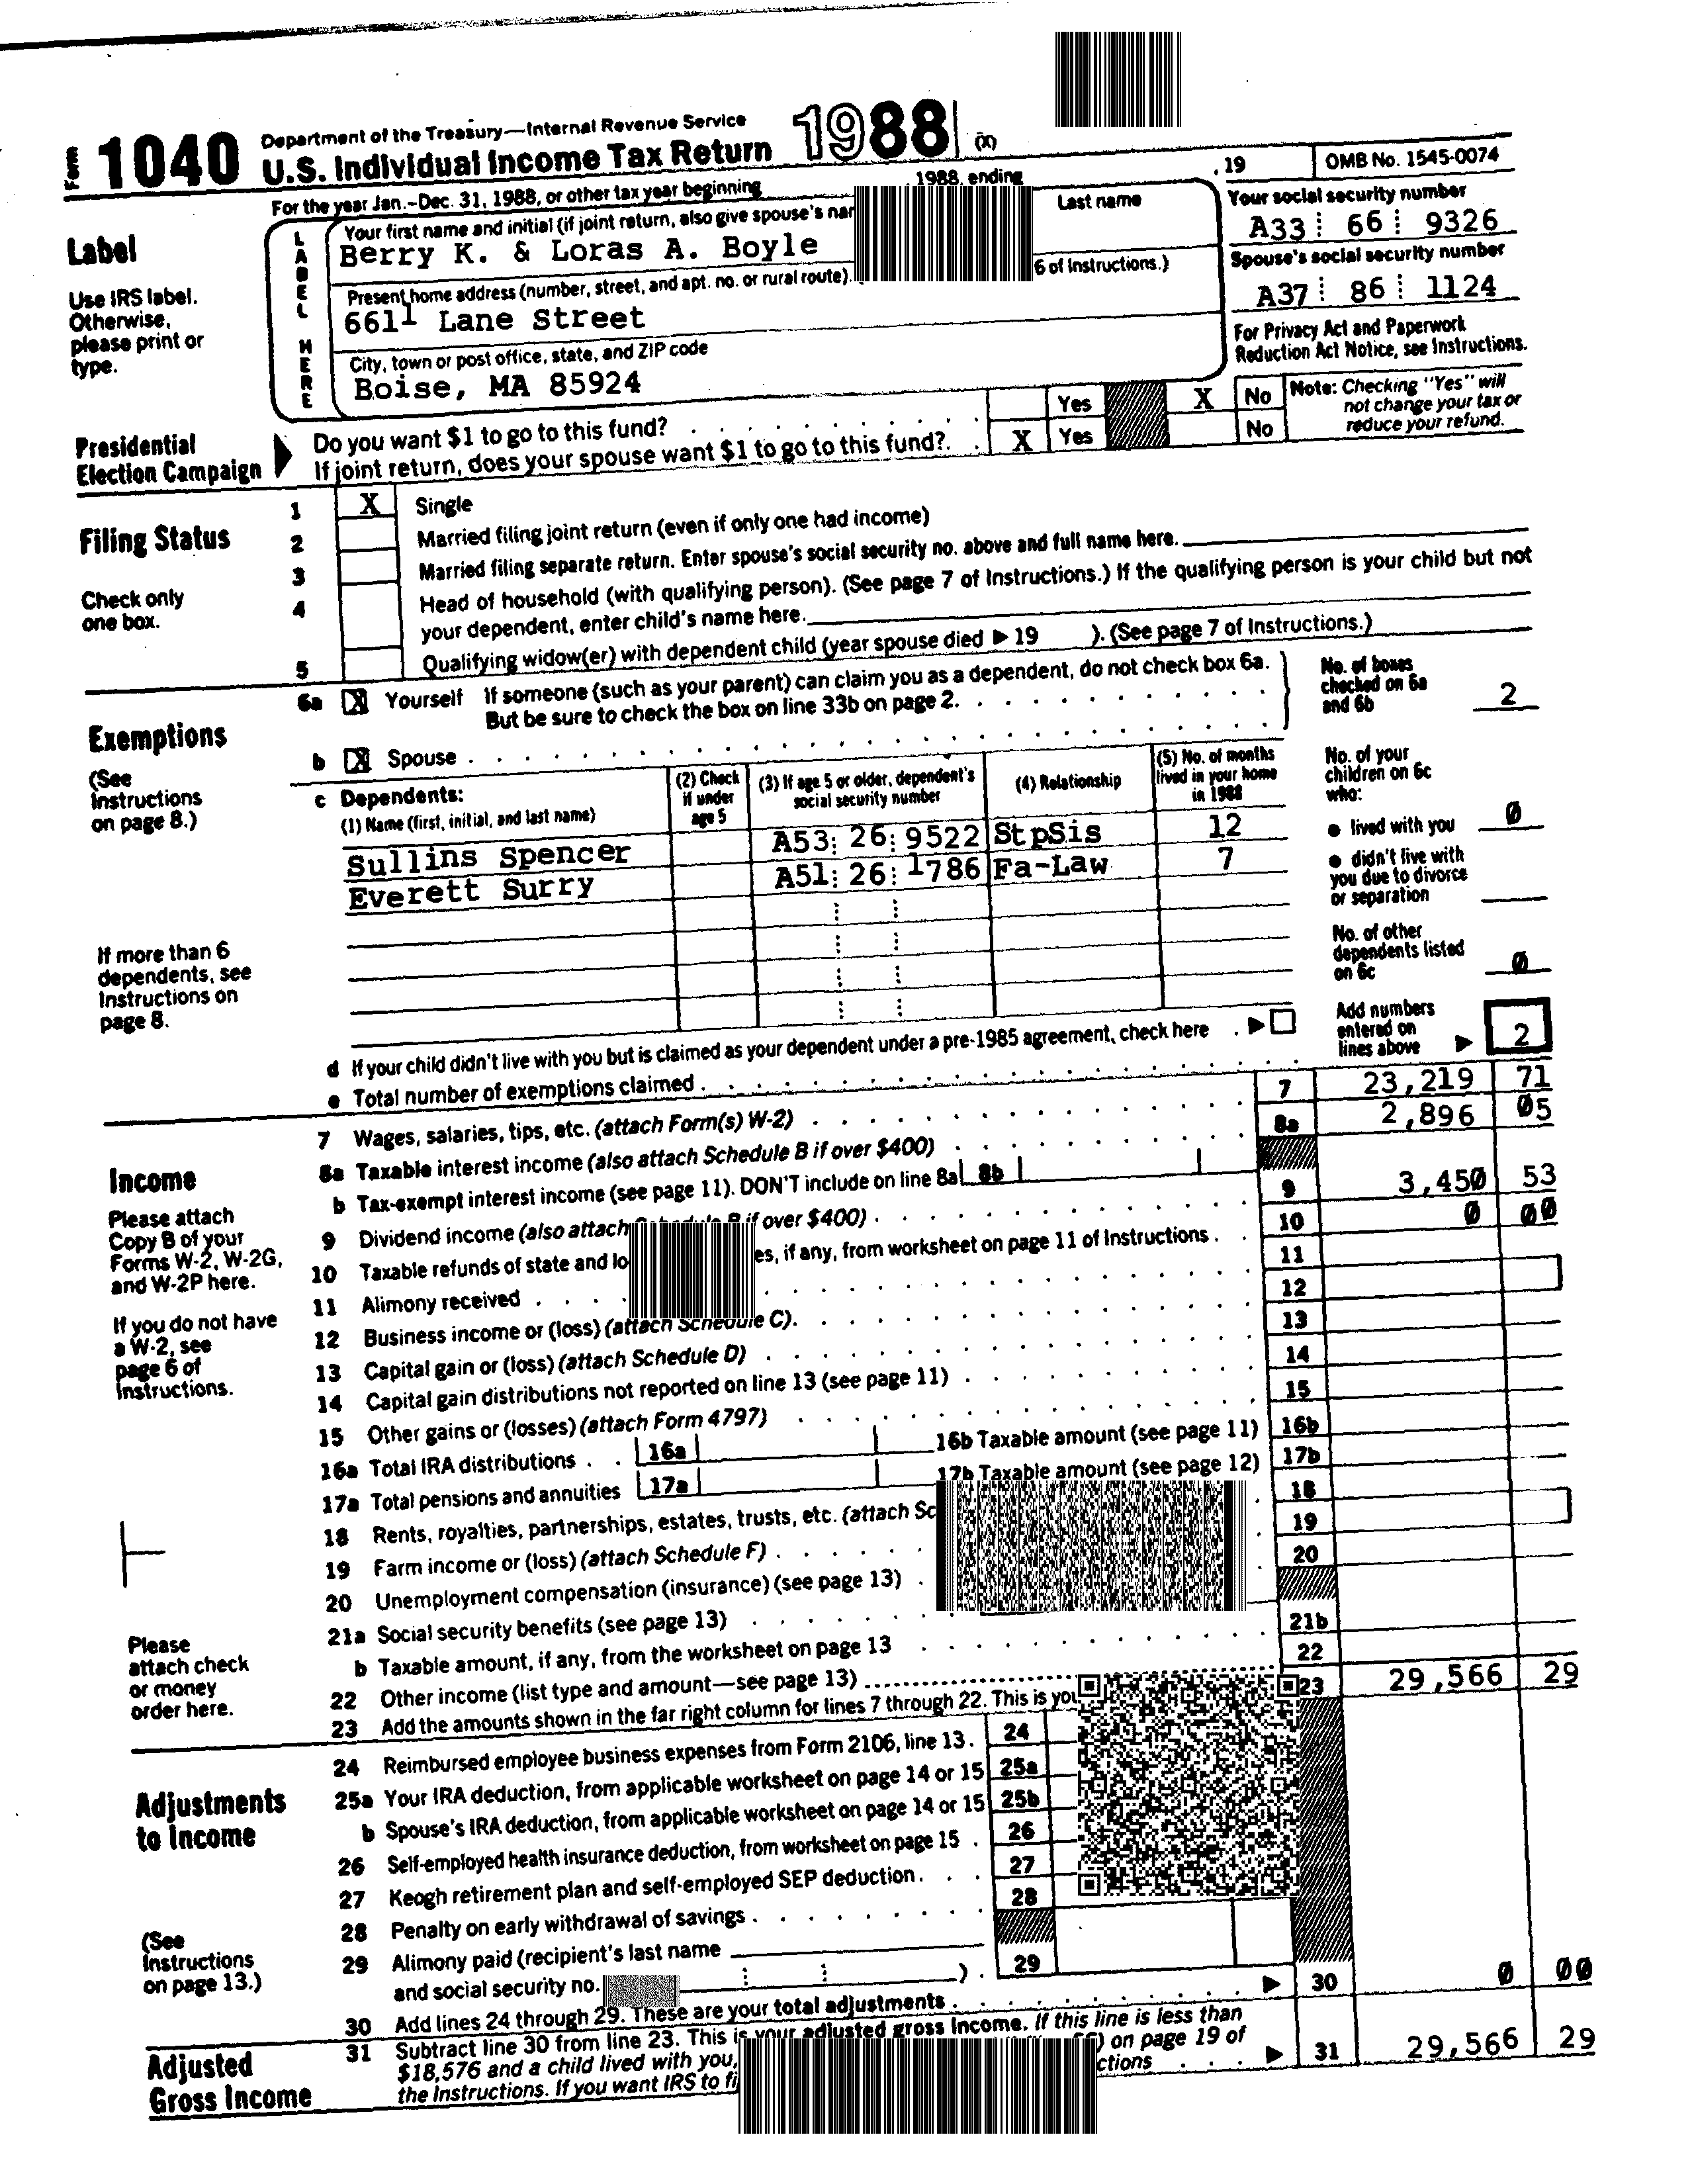 Form 1040 Department of the Treasury—Internal Revenue Service
U.S. Individual Income Tax Return 1988 (X)
For the year Jan.–Dec. 31, 1988, or other tax year beginning 1988, ending , 19 OMB No. 1545-0074
Label
Use IRS label.
Otherwise,
please print or
type.
LABEL HERE
Your first name and initial (if joint return, also give spouse's Last name
Berry K. & Loras A. Boyle
Your social security number
A33 66 9326
Present home address (number, street, and apt. no. or rural route). 6 of Instructions.)
6611 Lane Street
Spouse's social security number
A37 86 1124
City, town or post office, state, and ZIP code
Boise, MA 85924
For Privacy Act and Paperwork
Reduction Act Notice, see Instructions.
Presidential
Election Campaign
Do you want $1 to go to this fund? Yes X No
If joint return, does your spouse want $1 to go to this fund?. X Yes No
Note: Checking "Yes" will
not change your tax or
reduce your refund.
Filing Status
Check only
one box.
1 X Single
2 Married filing joint return (even if only one had income)
3 Married filing separate return. Enter spouse's social security no. above and full name here.
4 Head of household (with qualifying person). (See page 7 of Instructions.) If the qualifying person is your child but not
your dependent, enter child's name here.
5 Qualifying widow(er) with dependent child (year spouse died ▶ 19 ). (See page 7 of Instructions.)
Exemptions
(See
Instructions
on page 8.)
6a X Yourself If someone (such as your parent) can claim you as a dependent, do not check box 6a.
But be sure to check the box on line 33b on page 2.
b X Spouse
No. of boxes
checked on 6a
and 6b 2
c Dependents:
(1) Name (first, initial, and last name)
(2) Check
if under
age 5
(3) If age 5 or older, dependent's
social security number
(4) Relationship
(5) No. of months
lived in your home
in 1988
Sullins Spencer A53 26 9522 StpSis 12
Everett Surry A51 26 1786 Fa-Law 7
No. of your
children on 6c
who:
● lived with you 0
● didn't live with
you due to divorce
or separation
No. of other
dependents listed
on 6c 0
If more than 6
dependents, see
Instructions on
page 8.
d If your child didn't live with you but is claimed as your dependent under a pre-1985 agreement, check here ▶
e Total number of exemptions claimed
Add numbers
entered on
lines above ▶ 2
Income
Please attach
Copy B of your
Forms W-2, W-2G,
and W-2P here.
If you do not have
a W-2, see
page 6 of
Instructions.
Please
attach check
or money
order here.
7 Wages, salaries, tips, etc. (attach Form(s) W-2) 7 23,219 71
8a Taxable interest income (also attach Schedule B if over $400) 8a 2,896 05
b Tax-exempt interest income (see page 11). DON'T include on line 8a 8b
9 Dividend income (also attach Schedule B if over $400) 9 3,450 53
10 Taxable refunds of state and es, if any, from worksheet on page 11 of Instructions. 10 0 00
11 Alimony received 11
12 Business income or (loss) (attach Schedule C). 12
13 Capital gain or (loss) (attach Schedule D) 13
14 Capital gain distributions not reported on line 13 (see page 11) 14
15 Other gains or (losses) (attach Form 4797) 15
16a Total IRA distributions 16a 16b Taxable amount (see page 11) 16b
17a Total pensions and annuities 17a 17b Taxable amount (see page 12) 17b
18 Rents, royalties, partnerships, estates, trusts, etc. (attach 18
19 Farm income or (loss) (attach Schedule F) 19
20 Unemployment compensation (insurance) (see page 13) 20
21a Social security benefits (see page 13)
b Taxable amount, if any, from the worksheet on page 13 21b
22 Other income (list type and amount—see page 13) 22
23 Add the amounts shown in the far right column for lines 7 through 22. This is 23 29,566 29
Adjustments
to Income
(See
Instructions
on page 13.)
24 Reimbursed employee business expenses from Form 2106, line 13. 24
25a Your IRA deduction, from applicable worksheet on page 14 or 15 25a
b Spouse's IRA deduction, from applicable worksheet on page 14 or 15 25b
26 Self-employed health insurance deduction, from worksheet on page 15 26
27 Keogh retirement plan and self-employed SEP deduction. 27
28 Penalty on early withdrawal of savings 28
29 Alimony paid (recipient's last name
and social security no. ). 29
30 Add lines 24 through 29. These are your total adjustments ▶ 30 0 00
Adjusted
Gross Income
31 Subtract line 30 from line 23. This is your adjusted gross income. If this line is less than
$18,576 and a child lived with you, on page 19 of
the Instructions. If you want IRS to ▶ 31 29,566 29